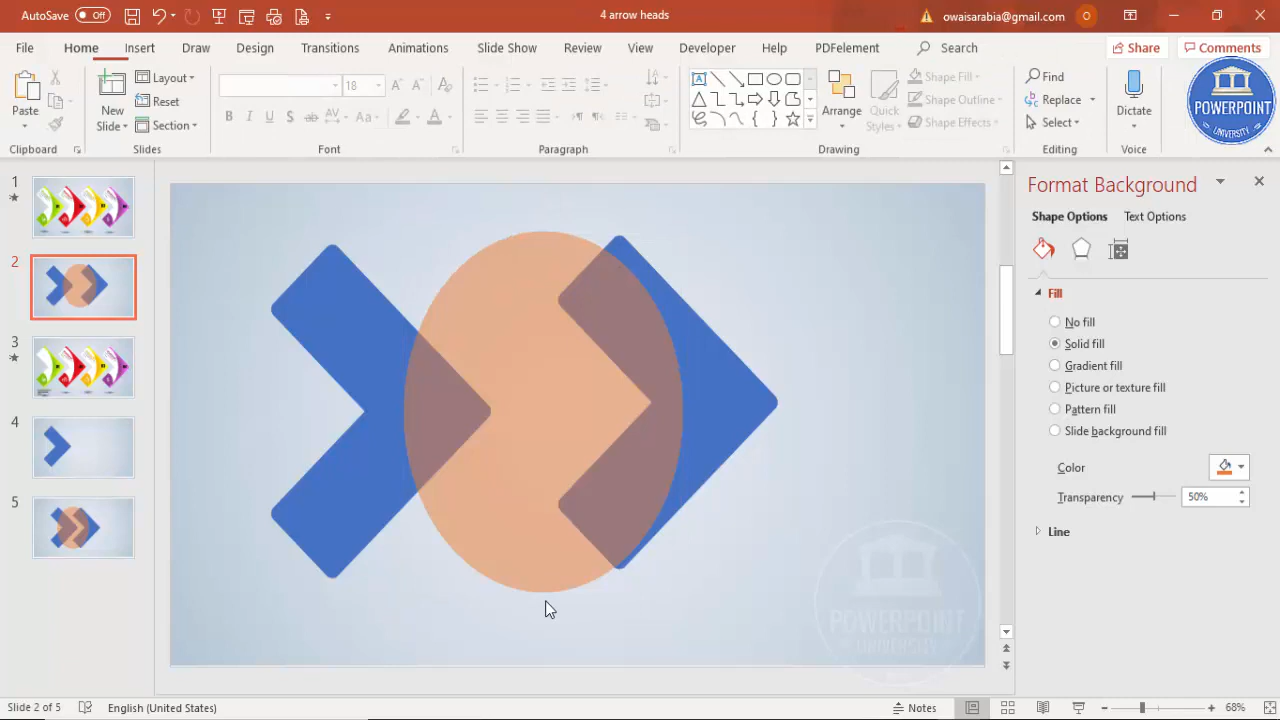 AutoSave Off
4 arrow heads
owaisarabia@gmail.com
O
File Home Insert Draw Design Transitions Animations Slide Show Review View Developer Help PDFelement Search Share Comments
Paste
Clipboard
New Slide
Layout
Reset
Section
Slides
18
B I U S ab AV Aa A
Font
Paragraph
Arrange
Quick Styles
Shape Fill
Shape Outline
Shape Effects
Drawing
Find
Replace
Select
Editing
Dictate
Voice
POWERPOINT
UNIVERSITY
1
2
3
4
5
POWERPOINT
UNIVERSITY
Format Background
Shape Options Text Options
Fill
No fill
Solid fill
Gradient fill
Picture or texture fill
Pattern fill
Slide background fill
Color
Transparency 50%
Line
Slide 2 of 5 English (United States) Notes 68%